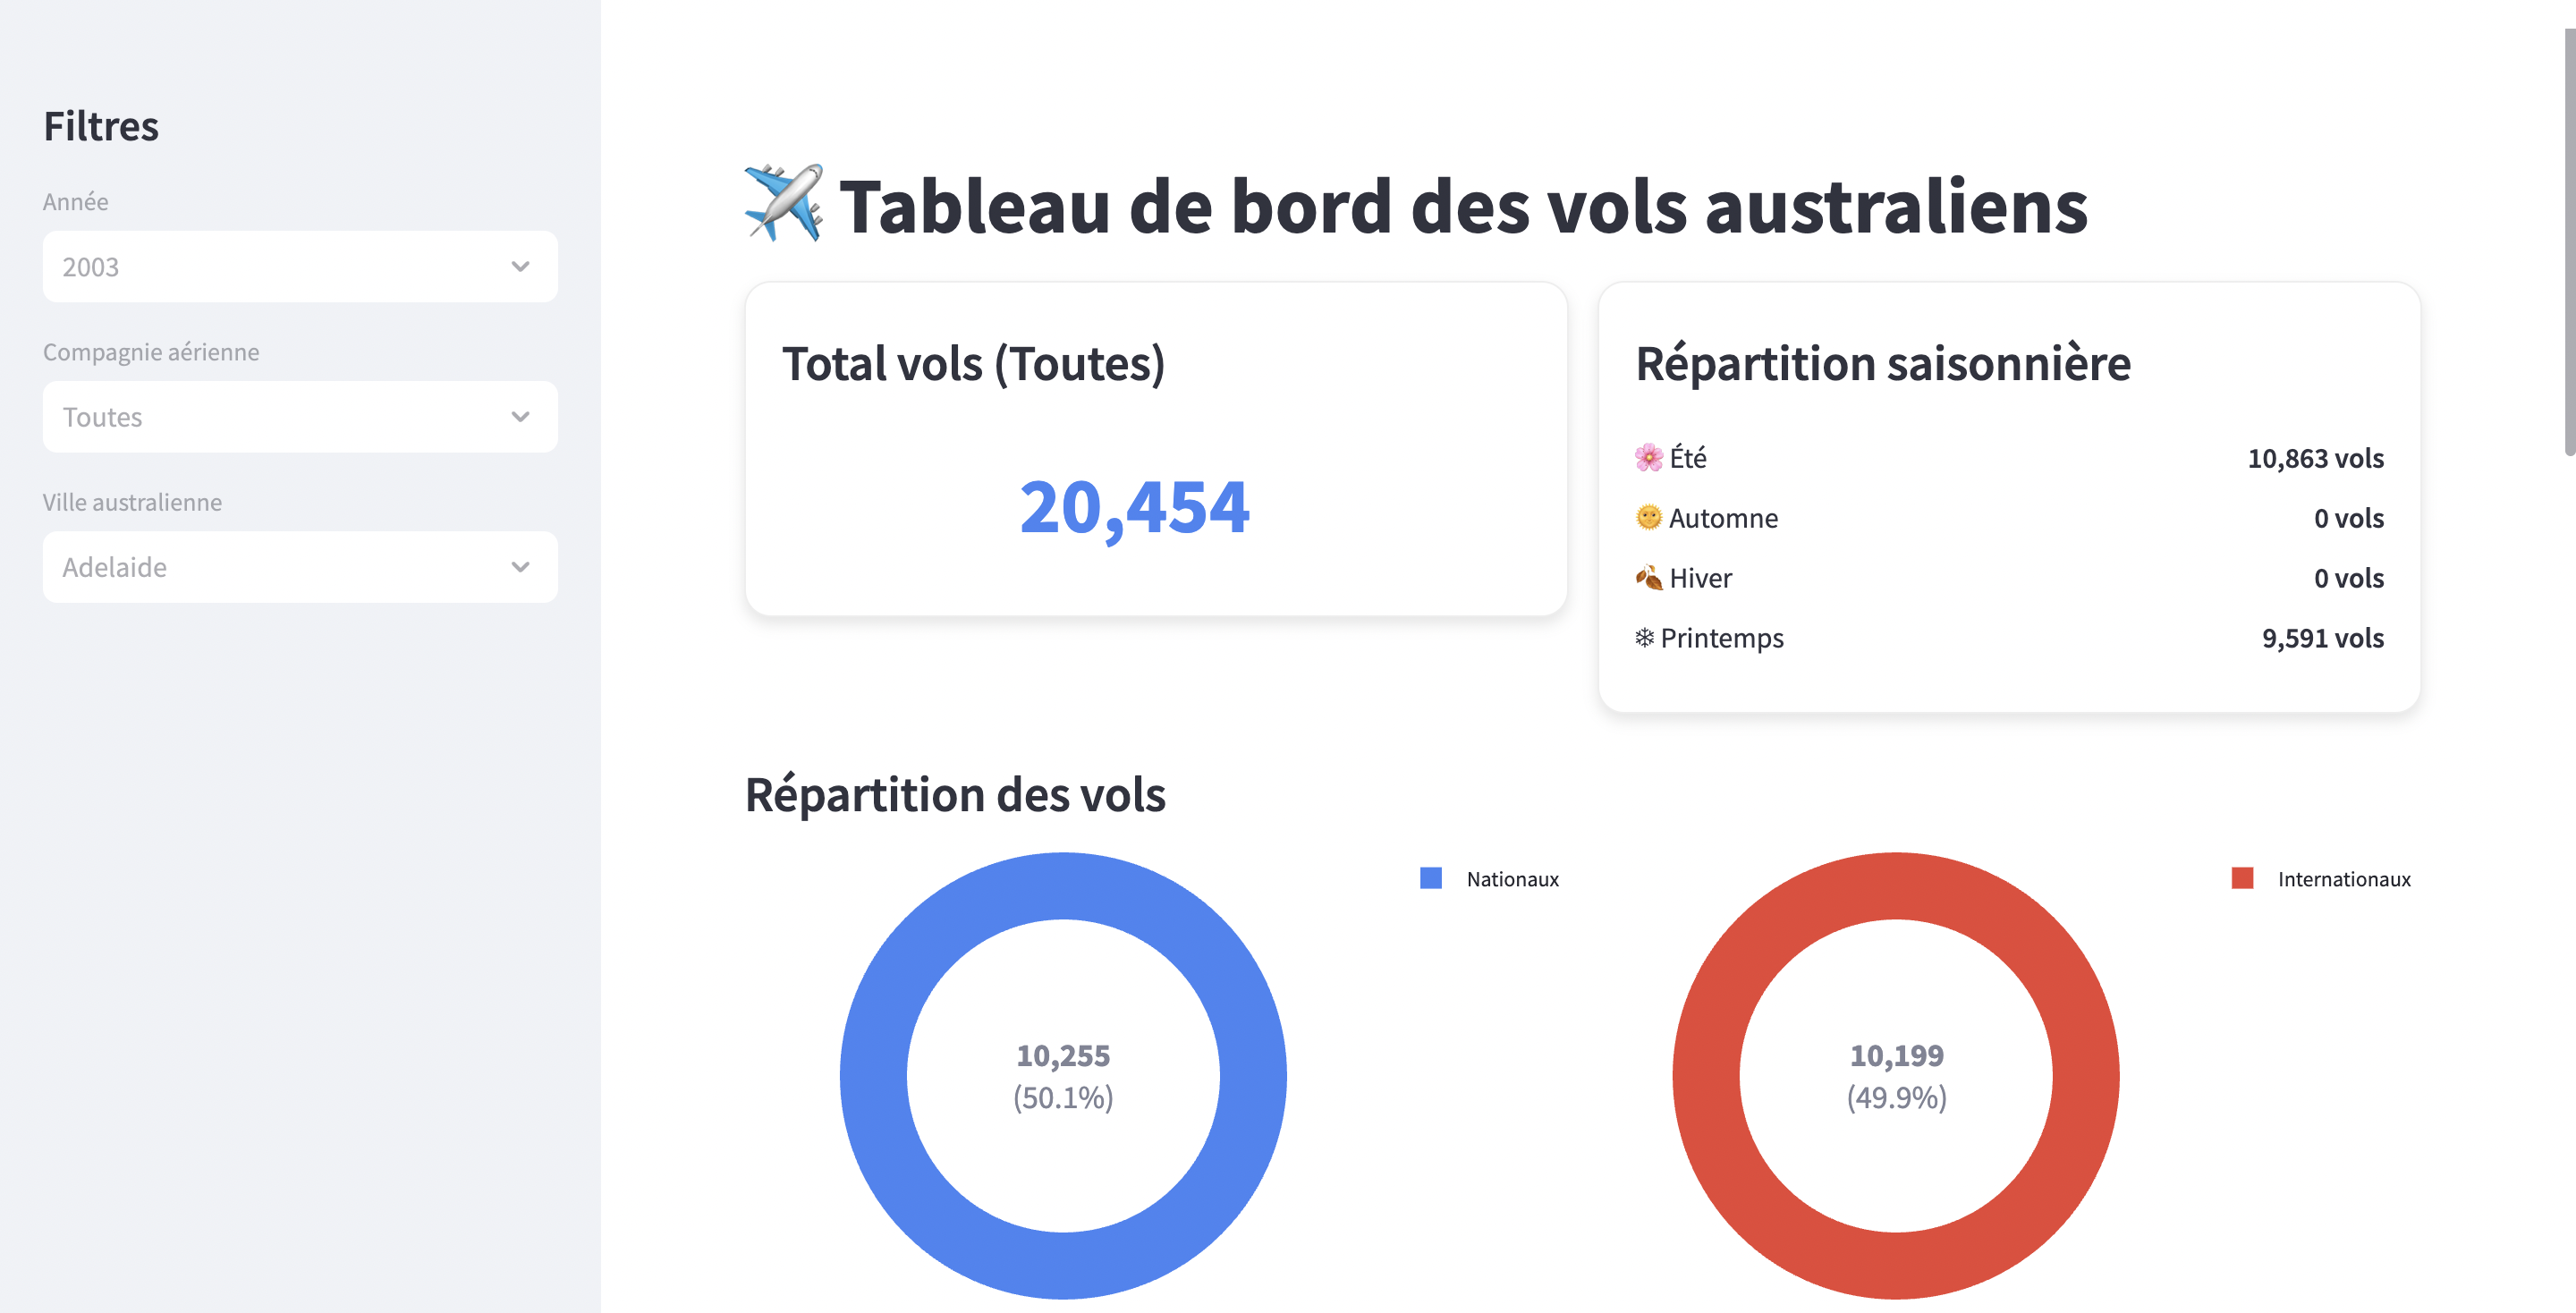 Filtres
Année
2003
Compagnie aérienne
Toutes
Ville australienne
Adelaide
Tableau de bord des vols australiens
Total vols (Toutes)
20,454
Répartition saisonnière
Été 10,863 vols
Automne 0 vols
Hiver 0 vols
Printemps 9,591 vols
Répartition des vols
Nationaux
10,255
(50.1%)
Internationaux
10,199
(49.9%)